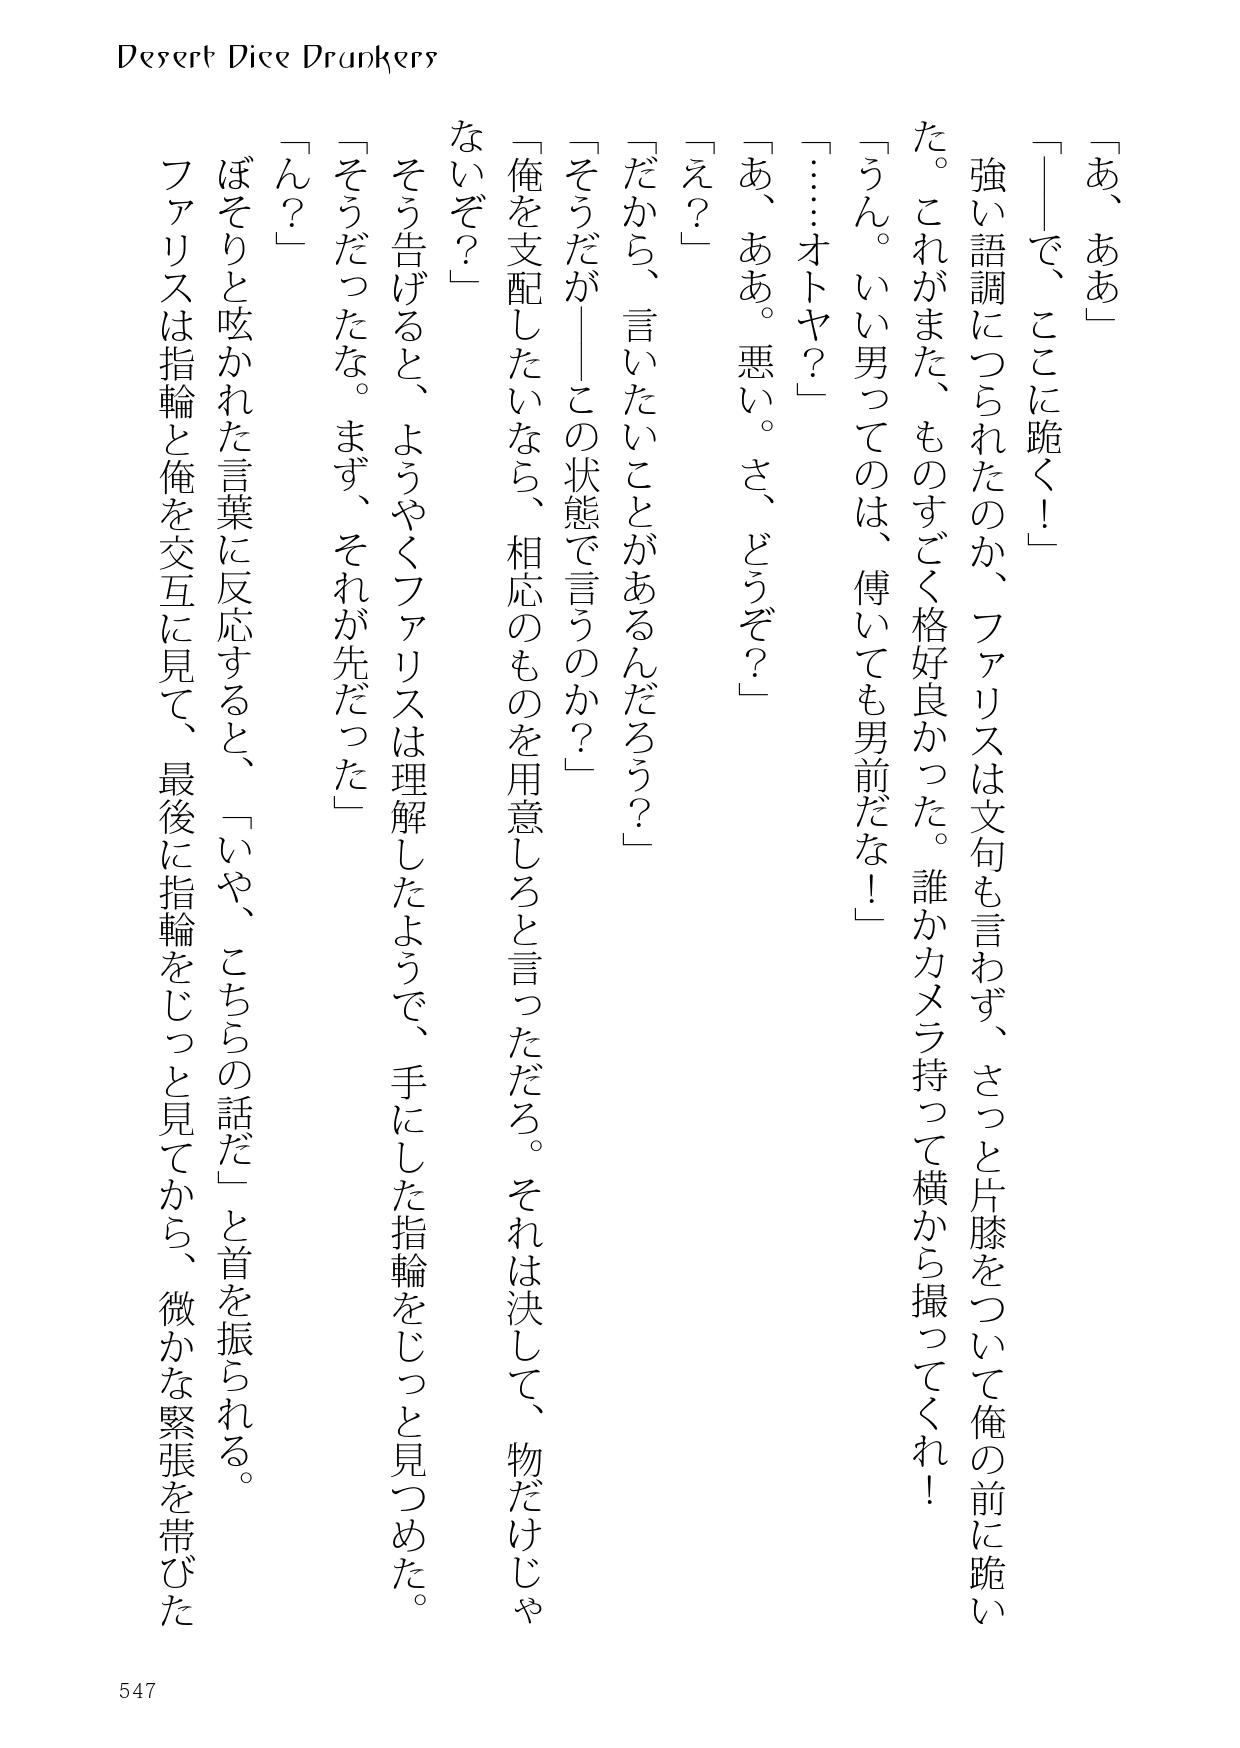 Desert Dice Drunkers
「あ、ああ」
「――で、ここに跪く！」
　強い語調につられたのか、ファリスは文句も言わず、さっと片膝をついて俺の前に跪い
た。これがまた、ものすごく格好良かった。誰かカメラ持って横から撮ってくれ！
「うん。いい男ってのは、傅いても男前だな！」
「……オトヤ？」
「あ、ああ。悪い。さ、どうぞ？」
「え？」
「だから、言いたいことがあるんだろう？」
「そうだが――この状態で言うのか？」
「俺を支配したいなら、相応のものを用意しろと言っただろ。それは決して、物だけじゃ
ないぞ？」
　そう告げると、ようやくファリスは理解したようで、手にした指輪をじっと見つめた。
「そうだったな。まず、それが先だった」
「ん？」
　ぼそりと呟かれた言葉に反応すると、「いや、こちらの話だ」と首を振られる。
　ファリスは指輪と俺を交互に見て、最後に指輪をじっと見てから、微かな緊張を帯びた
547